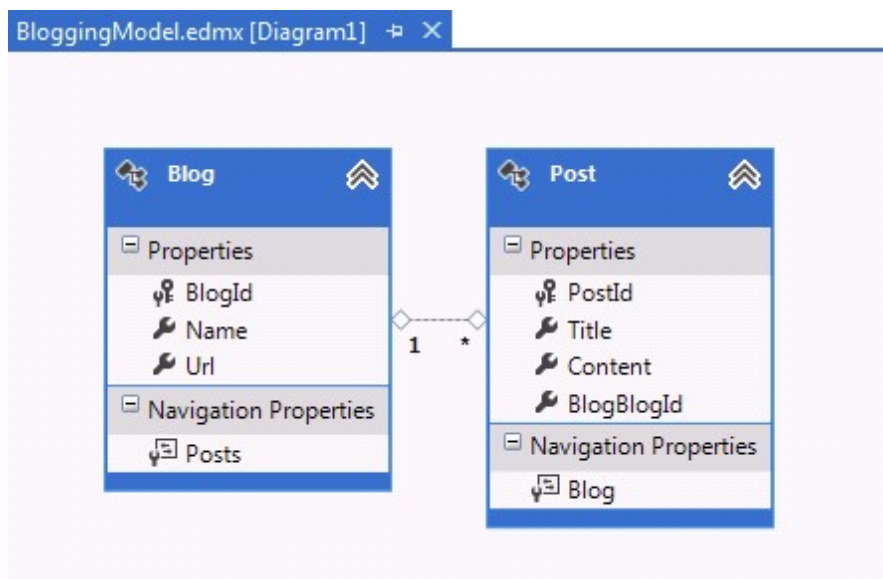 BloggingModel.edmx [Diagram1]
Blog
Properties
BlogId
Name
Url
Navigation Properties
Posts
1
*
Post
Properties
PostId
Title
Content
BlogBlogId
Navigation Properties
Blog